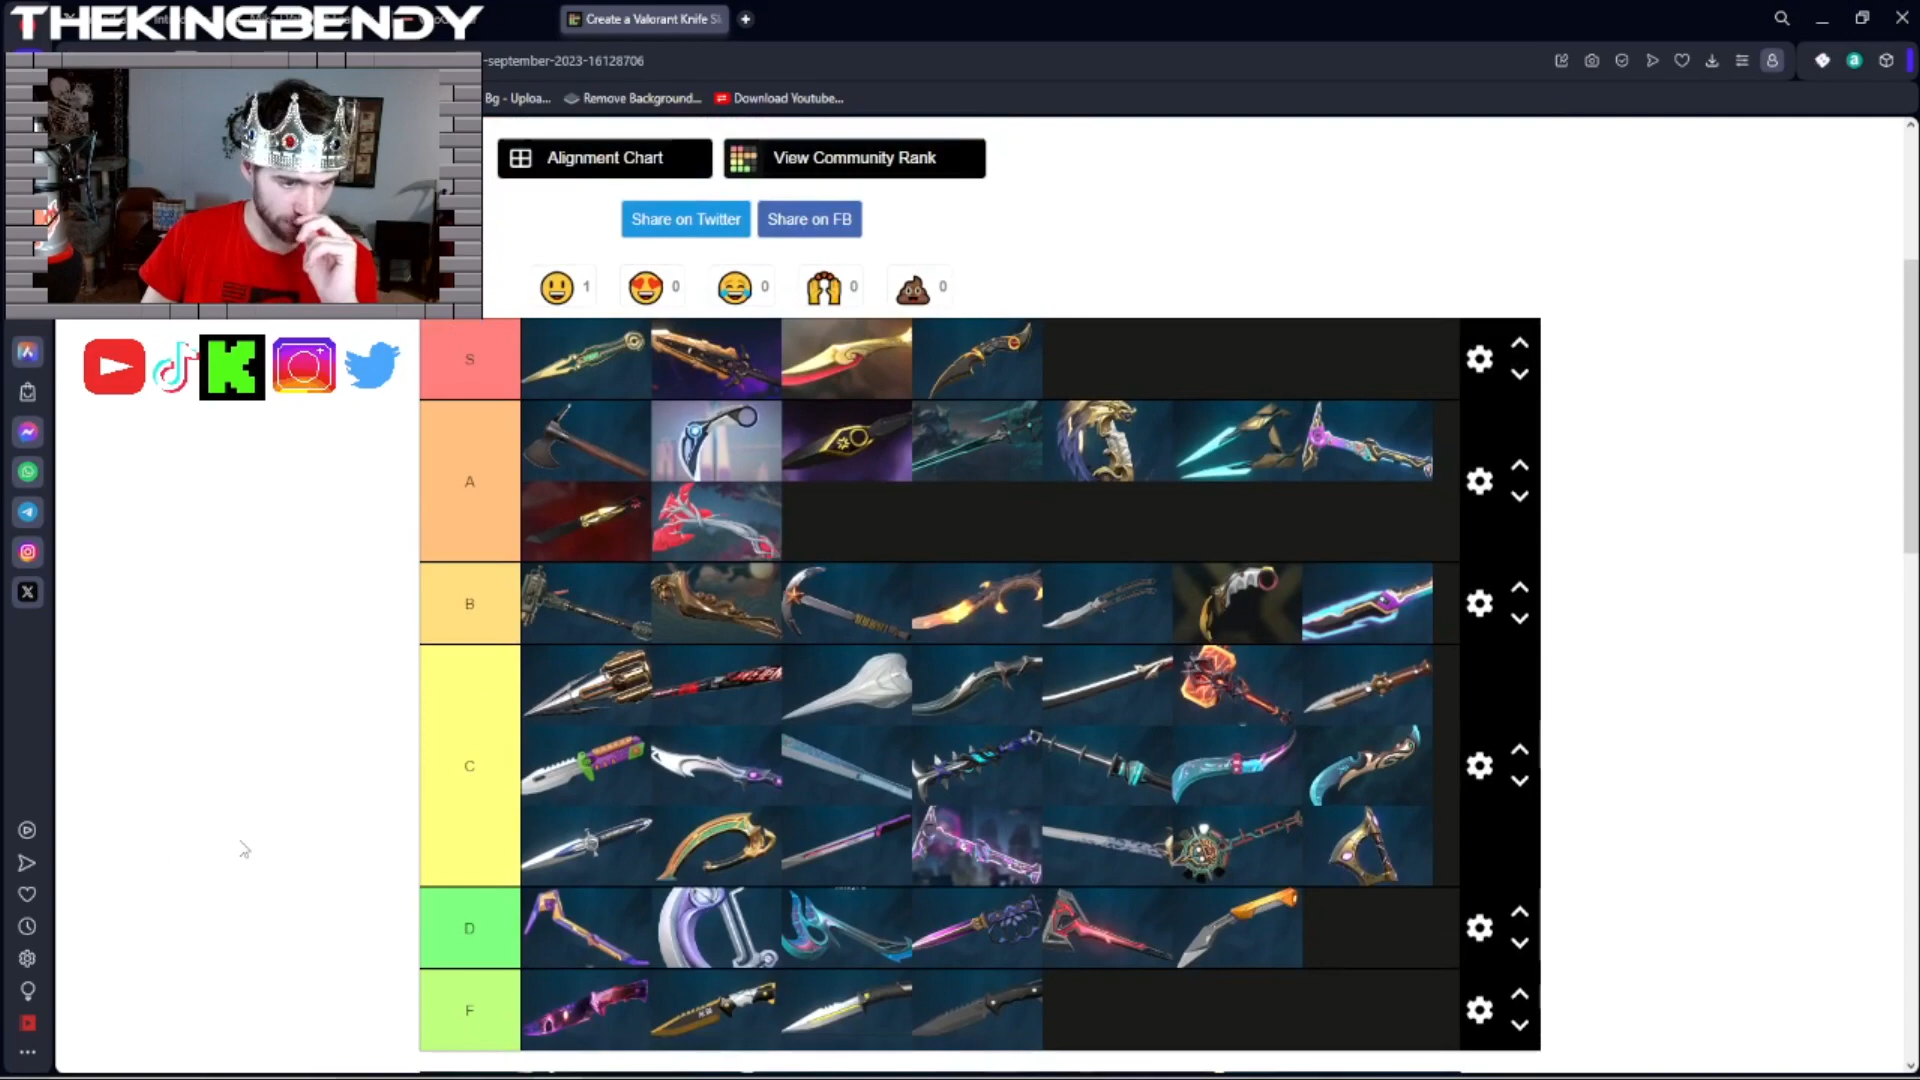 THEKINGBENDY
Create a Valorant Knife Sk
-september-2023-16128706
Bg - Uploa...
Remove Background...
Download Youtube...
Alignment Chart
View Community Rank
Share on Twitter
Share on FB
1
0
0
0
0
S
A
B
C
D
F